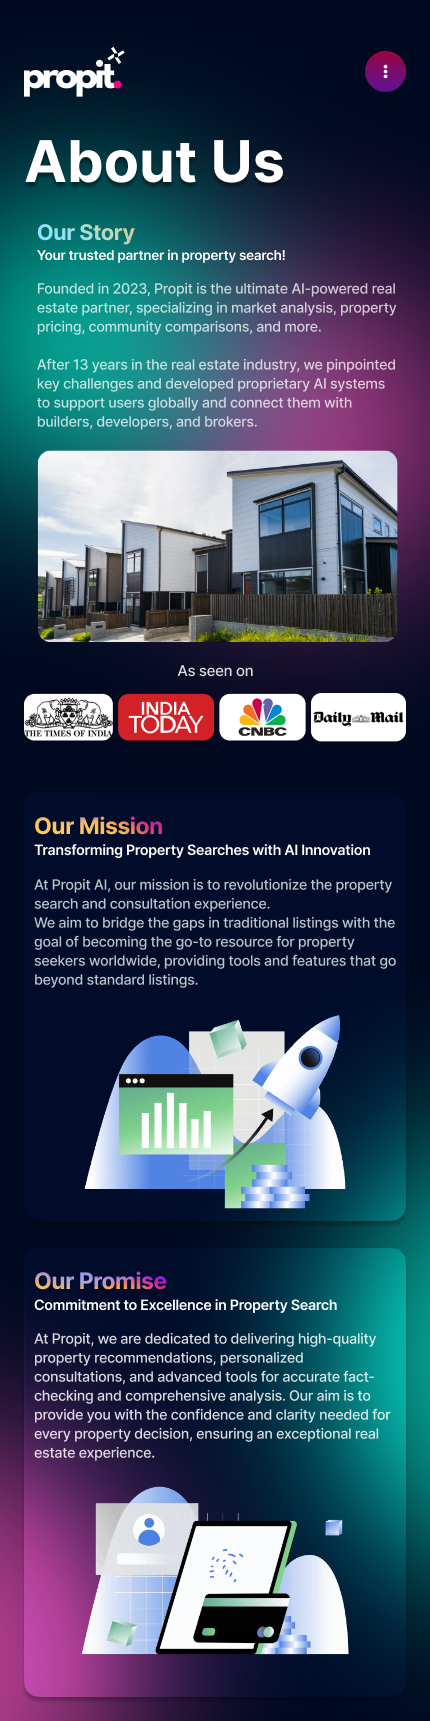 propit.
About Us
Our Story
Your trusted partner in property search!
Founded in 2023, Propit is the ultimate AI-powered real
estate partner, specializing in market analysis, property
pricing, community comparisons, and more.
After 13 years in the real estate industry, we pinpointed
key challenges and developed proprietary AI systems
to support users globally and connect them with
builders, developers, and brokers.
As seen on
THE TIMES OF INDIA
INDIA
TODAY
CNBC
Daily Mail
Our Mission
Transforming Property Searches with AI Innovation
At Propit AI, our mission is to revolutionize the property
search and consultation experience.
We aim to bridge the gaps in traditional listings with the
goal of becoming the go-to resource for property
seekers worldwide, providing tools and features that go
beyond standard listings.
Our Promise
Commitment to Excellence in Property Search
At Propit, we are dedicated to delivering high-quality
property recommendations, personalized
consultations, and advanced tools for accurate fact-
checking and comprehensive analysis. Our aim is to
provide you with the confidence and clarity needed for
every property decision, ensuring an exceptional real
estate experience.